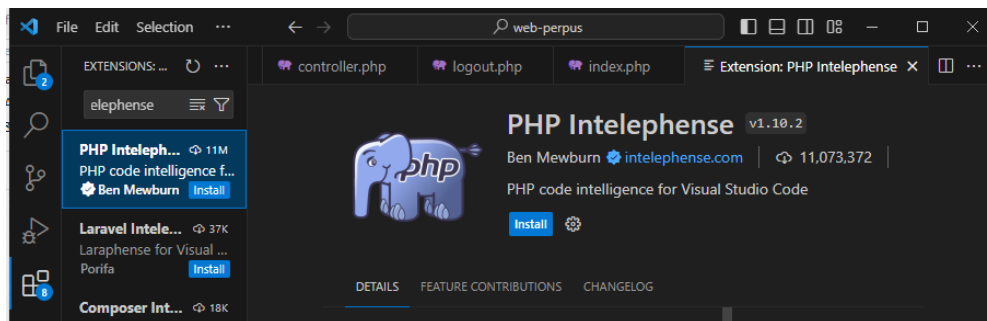 File Edit Selection ...
web-perpus
EXTENSIONS: ...
controller.php
logout.php
index.php
Extension: PHP Intelephense
2
elephense
PHP Inteleph... 11M
PHP code intelligence f...
Ben Mewburn Install
Laravel Intele... 37K
Laraphense for Visual ...
Porifa Install
Composer Int... 18K
8
PHP Intelephense v1.10.2
Ben Mewburn intelephense.com 11,073,372
php
PHP code intelligence for Visual Studio Code
Install
DETAILS FEATURE CONTRIBUTIONS CHANGELOG